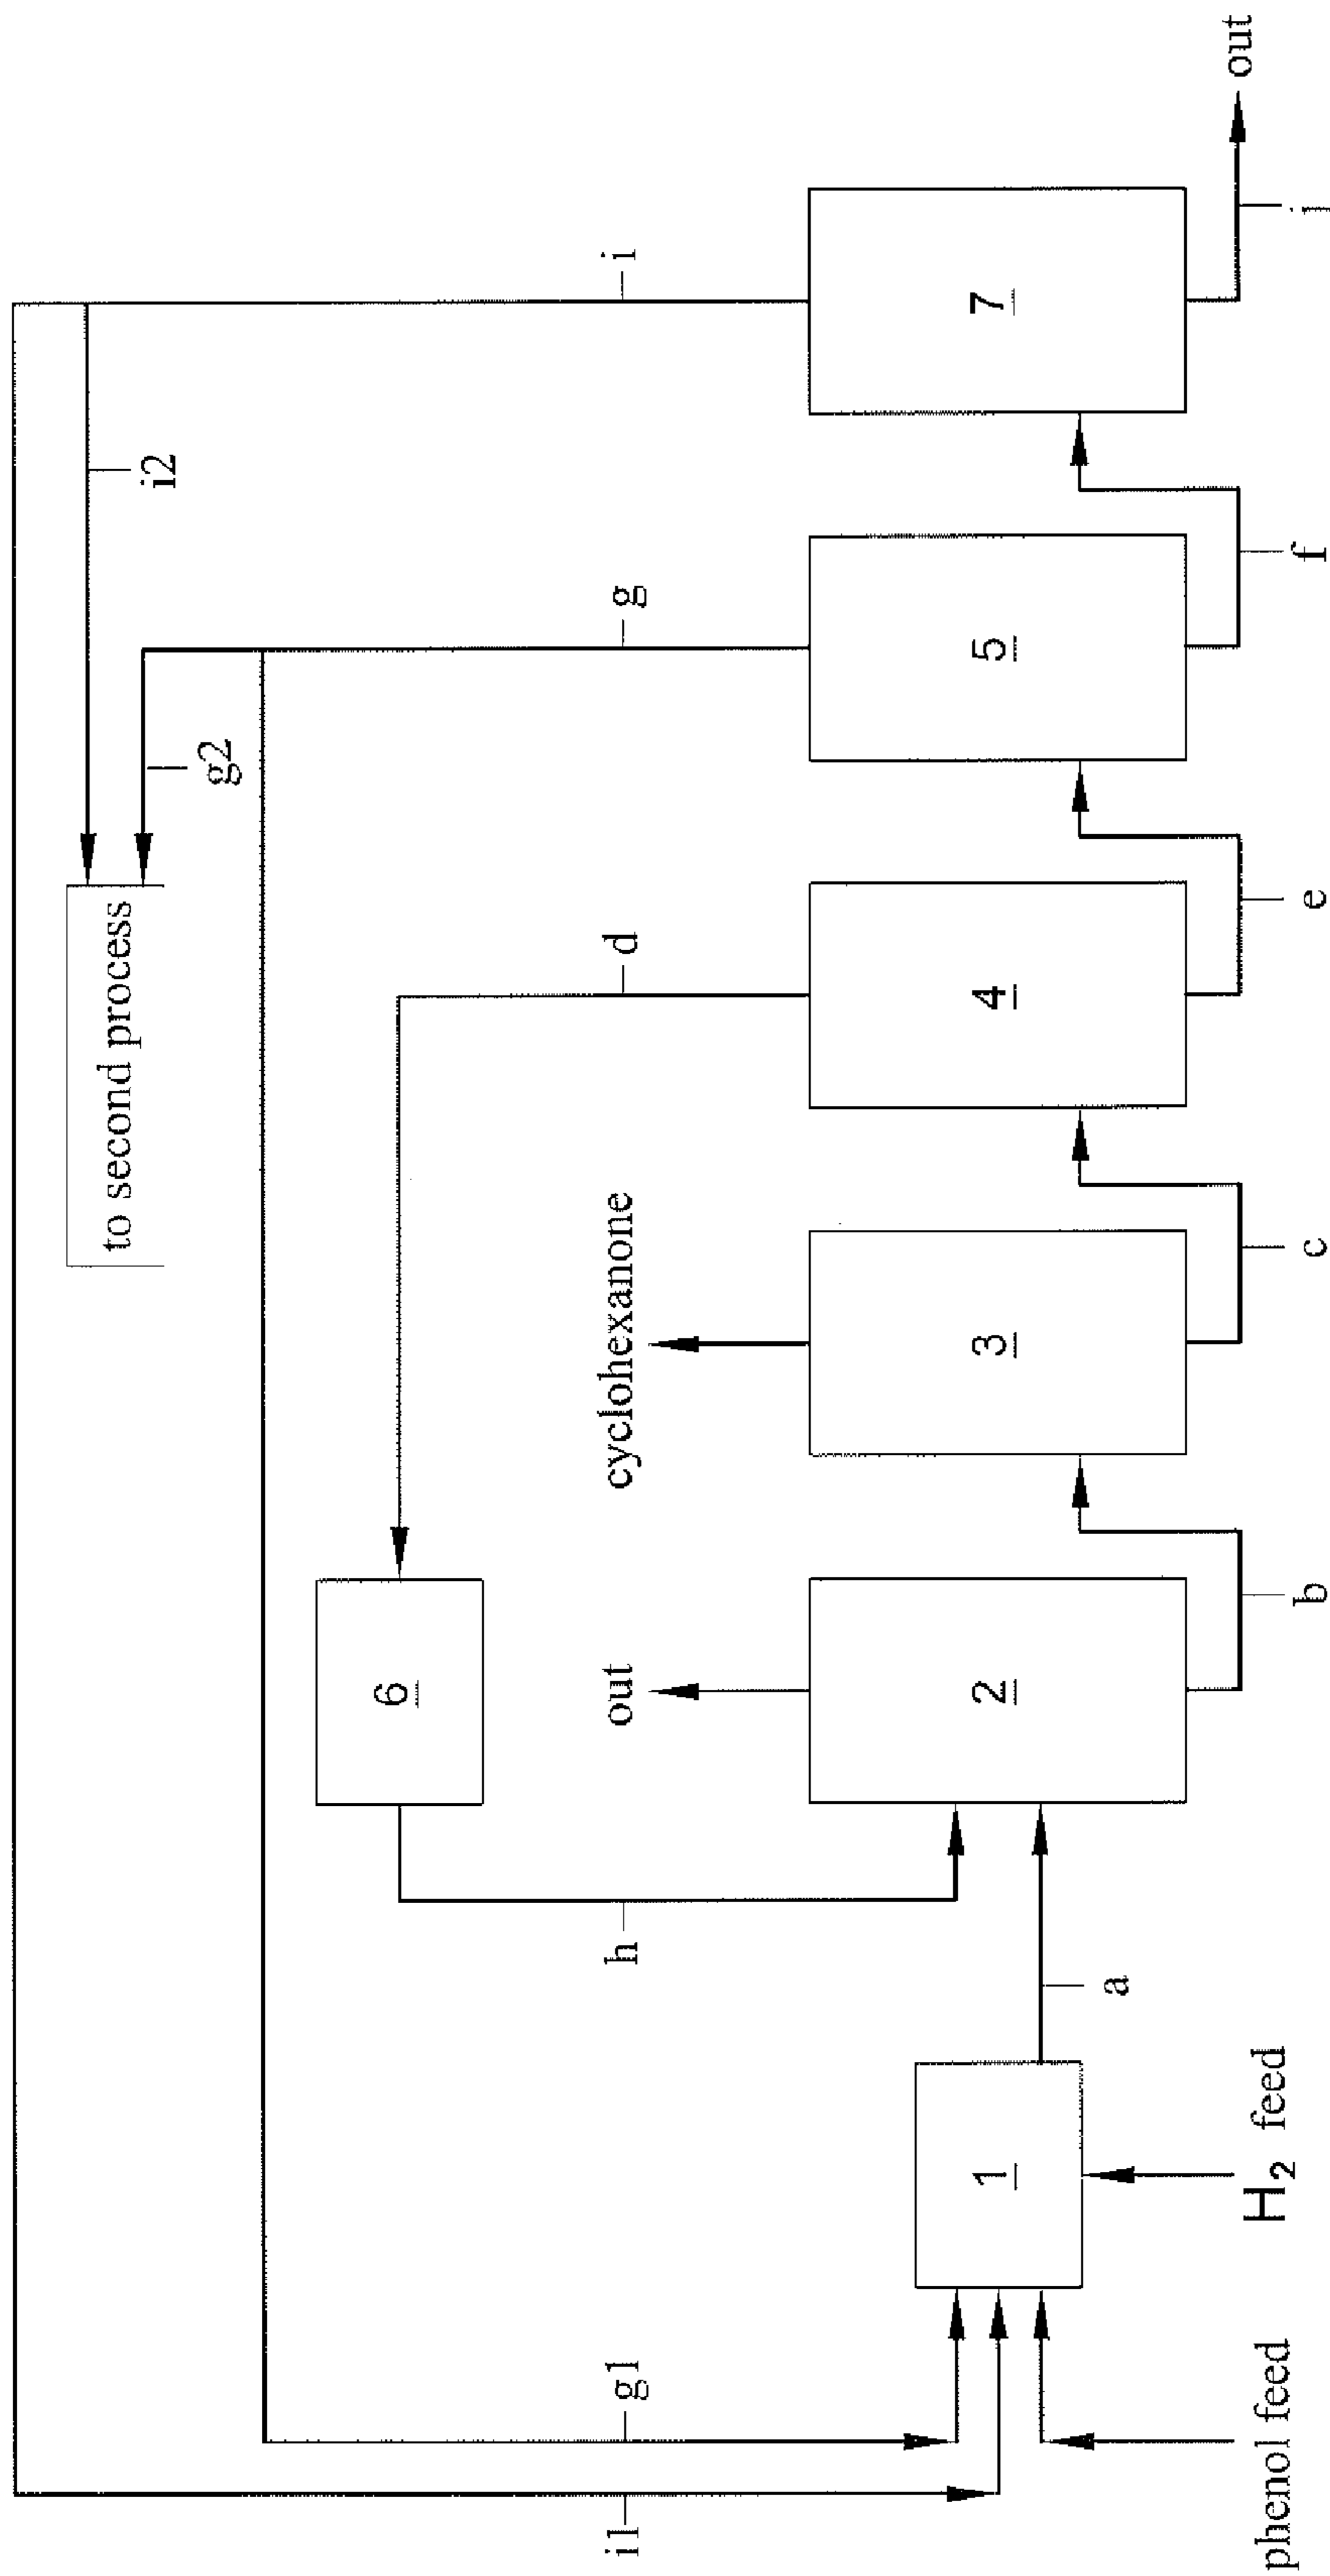 i2
to second process
g2
i
g
d
6
h
out
cyclohexanone
i1
g1
1
2
3
4
5
7
a
phenol feed
H₂ feed
b
c
e
f
j
out